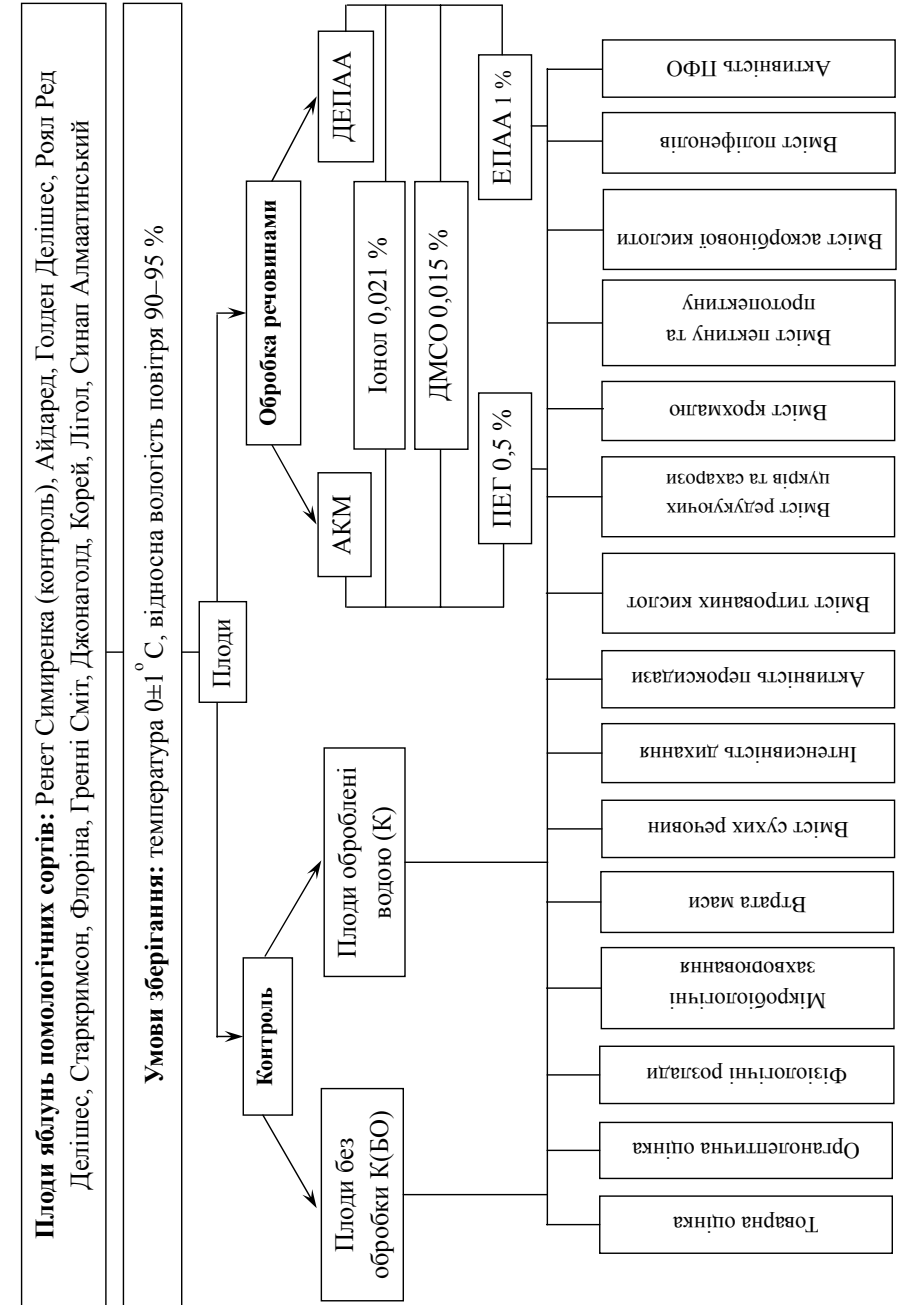 Плоди яблунь помологічних сортів: Ренет Симиренка (контроль), Айдаред, Голден Делішес, Роял Ред
Делішес, Старкримсон, Флоріна, Гренні Сміт, Джонаголд, Корей, Лігол, Синап Алмаатинський
Умови зберігання: температура 0±1° С, відносна вологість повітря 90–95 %
Плоди
Контроль
Обробка речовинами
Плоди без
обробки К(БО)
Плоди оброблені
водою (К)
АКМ
ДЕПАА
Іонол 0,021 %
ДМСО 0,015 %
ПЕГ 0,5 %
ЕПАА 1 %
Товарна оцінка
Органолептична оцінка
Фізіологічні розлади
Мікробіологічні
захворювання
Втрата маси
Вміст сухих речовин
Інтенсивність дихання
Активність пероксидази
Вміст титрованих кислот
Вміст редукуючих
цукрів та сахарози
Вміст крохмалю
Вміст пектину та
протопектину
Вміст аскорбінової кислоти
Вміст поліфенолів
Активність ПФО